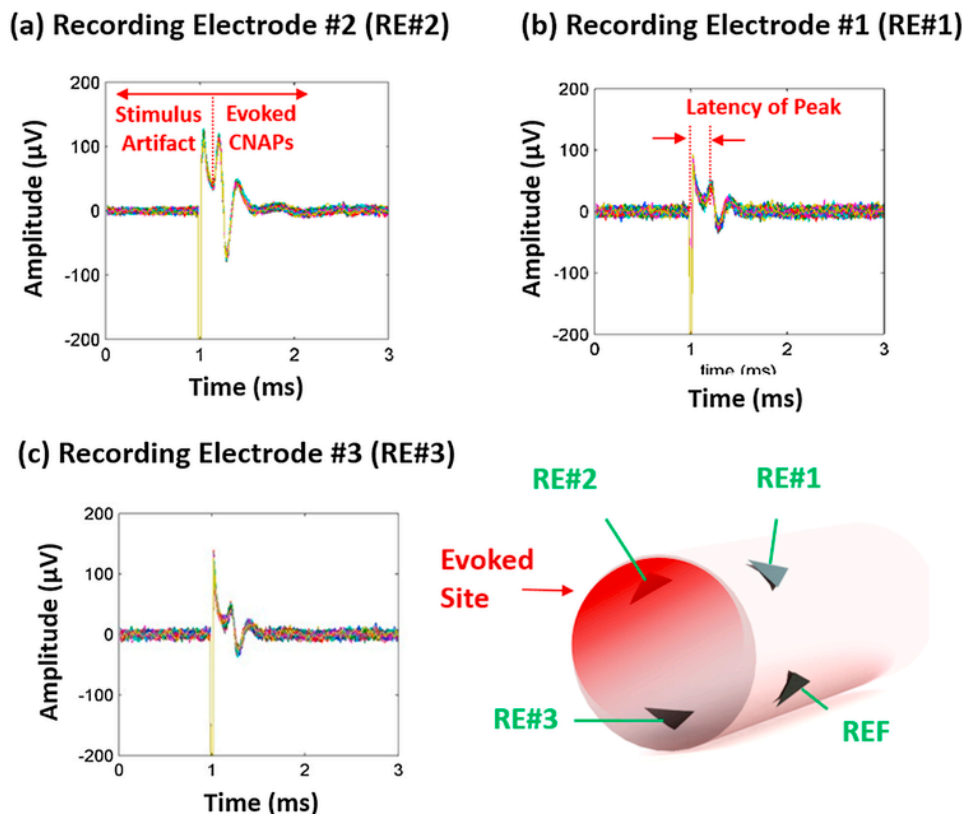 (a) Recording Electrode #2 (RE#2)
200
100
0
-100
-200
0
1
2
3
Amplitude (µV)
Time (ms)
Stimulus
Artifact
Evoked
CNAPs
(b) Recording Electrode #1 (RE#1)
200
100
0
-100
-200
0
1
2
3
Amplitude (µV)
time (ms)
Time (ms)
Latency of Peak
(c) Recording Electrode #3 (RE#3)
200
100
0
-100
-200
0
1
2
3
Amplitude (µV)
Time (ms)
RE#2
RE#1
Evoked
Site
RE#3
REF